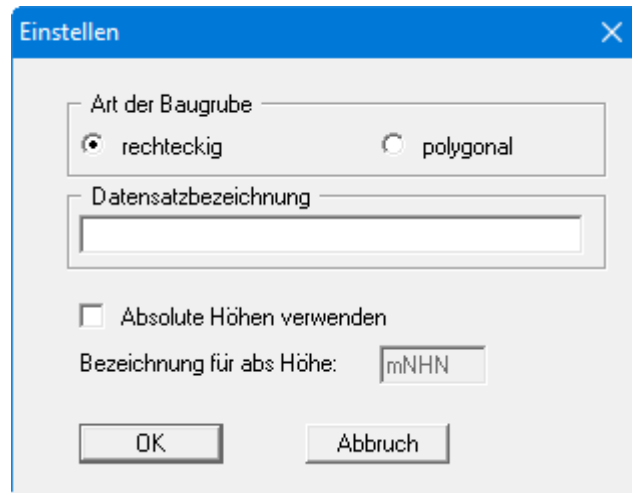 Einstellen
Art der Baugrube
rechteckig polygonal
Datensatzbezeichnung
Absolute Höhen verwenden
Bezeichnung für abs Höhe: mNHN
OK Abbruch